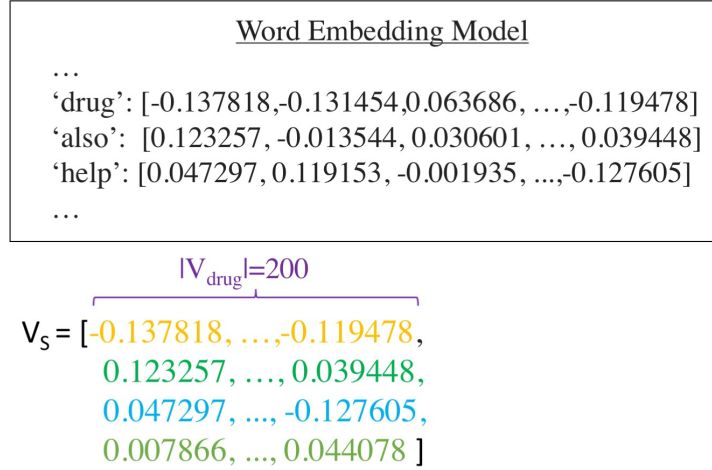 Word Embedding Model
…
‘drug’: [-0.137818,-0.131454,0.063686, …,-0.119478]
‘also’: [0.123257, -0.013544, 0.030601, …, 0.039448]
‘help’: [0.047297, 0.119153, -0.001935, ...,-0.127605]
…
|Vdrug|=200
VS = [-0.137818, …,-0.119478,
0.123257, …, 0.039448,
0.047297, ..., -0.127605,
0.007866, ..., 0.044078 ]